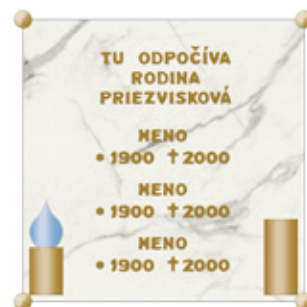 TU ODPOČÍVA
RODINA
PRIEZVISKOVÁ
MENO
* 1900 † 2000
MENO
* 1900 † 2000
MENO
* 1900 † 2000